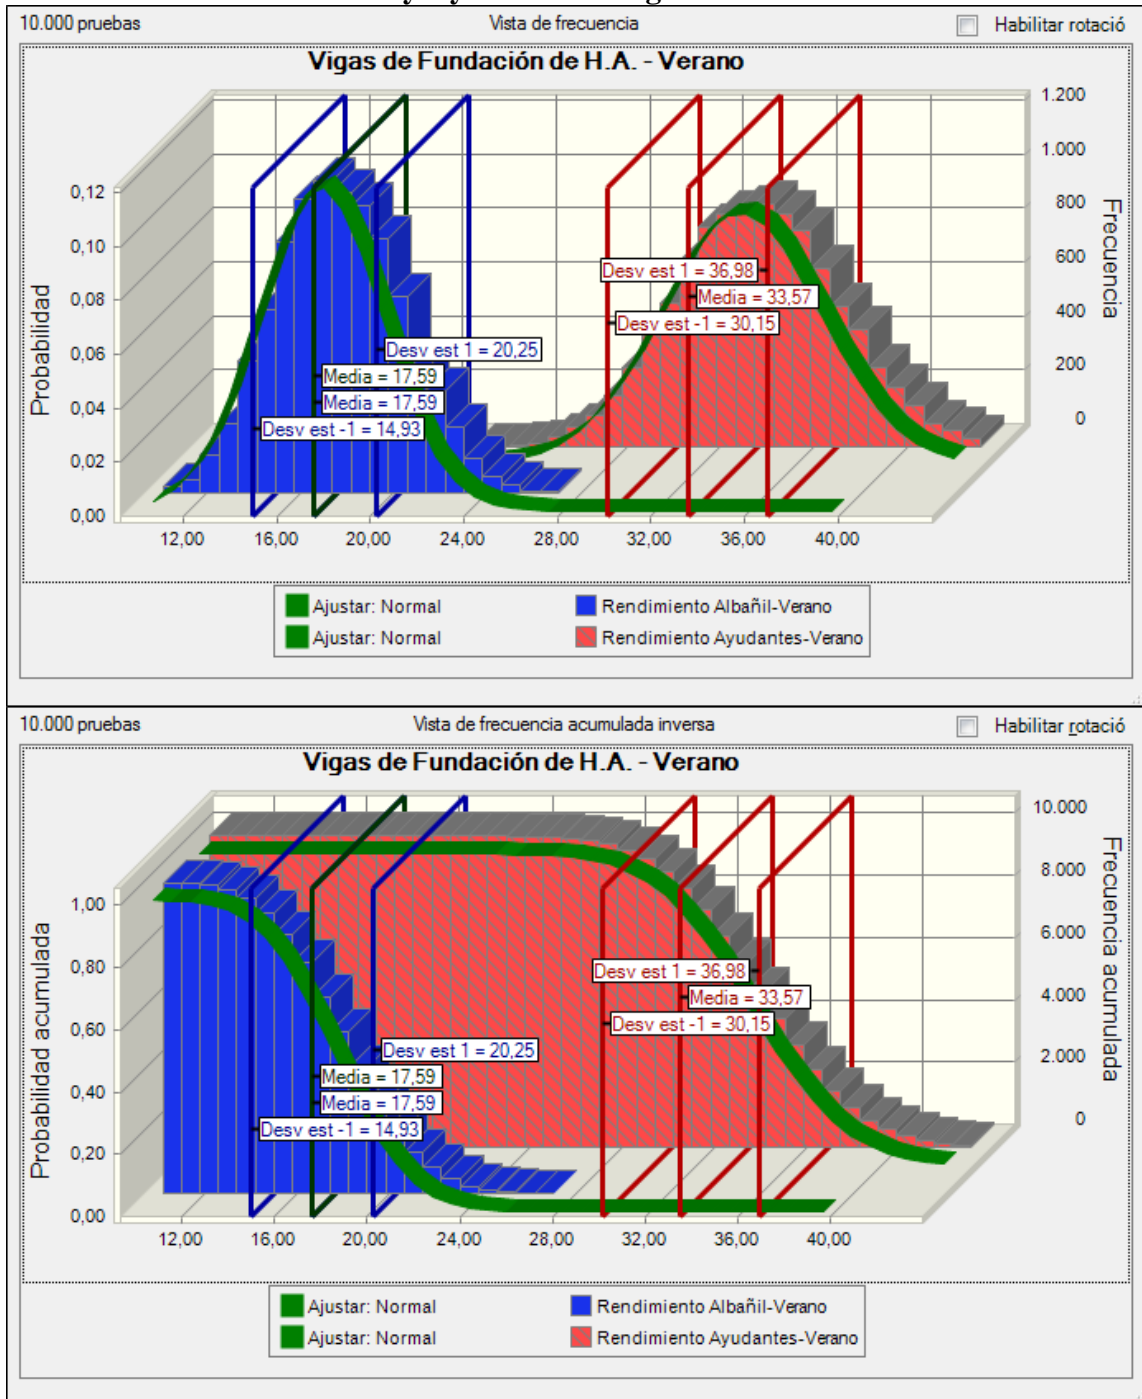 10.000 pruebas
Vista de frecuencia
Habilitar rotació
Vigas de Fundación de H.A. - Verano
Probabilidad
0,12
0,10
0,08
0,06
0,04
0,02
0,00
1.200
1.000
800
600
400
200
0
Frecuencia
Desv est 1 = 36,98
Media = 33,57
Desv est -1 = 30,15
Desv est 1 = 20,25
Media = 17,59
Media = 17,59
Desv est -1 = 14,93
12,00 16,00 20,00 24,00 28,00 32,00 36,00 40,00
Ajustar: Normal
Rendimiento Albañil-Verano
Ajustar: Normal
Rendimiento Ayudantes-Verano
10.000 pruebas
Vista de frecuencia acumulada inversa
Habilitar rotació
Vigas de Fundación de H.A. - Verano
Probabilidad acumulada
1,00
0,80
0,60
0,40
0,20
0,00
10.000
8.000
6.000
4.000
2.000
0
Frecuencia acumulada
Desv est 1 = 36,98
Media = 33,57
Desv est -1 = 30,15
Desv est 1 = 20,25
Media = 17,59
Media = 17,59
Desv est -1 = 14,93
12,00 16,00 20,00 24,00 28,00 32,00 36,00 40,00
Ajustar: Normal
Rendimiento Albañil-Verano
Ajustar: Normal
Rendimiento Ayudantes-Verano